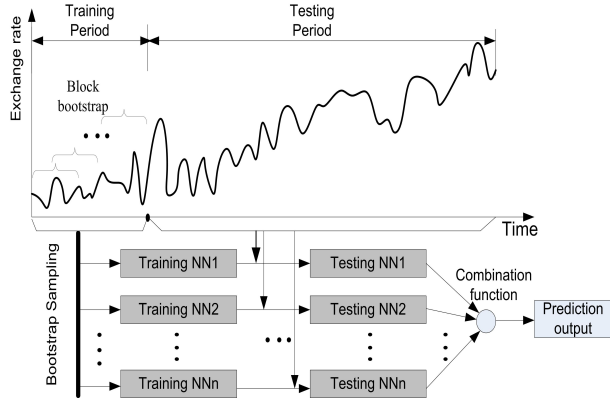 Training
Period
Testing
Period
Exchange rate
Block
bootstrap
Time
Bootstrap Sampling
Training NN1
Testing NN1
Combination
function
Training NN2
Testing NN2
Prediction
output
Training NNn
Testing NNn